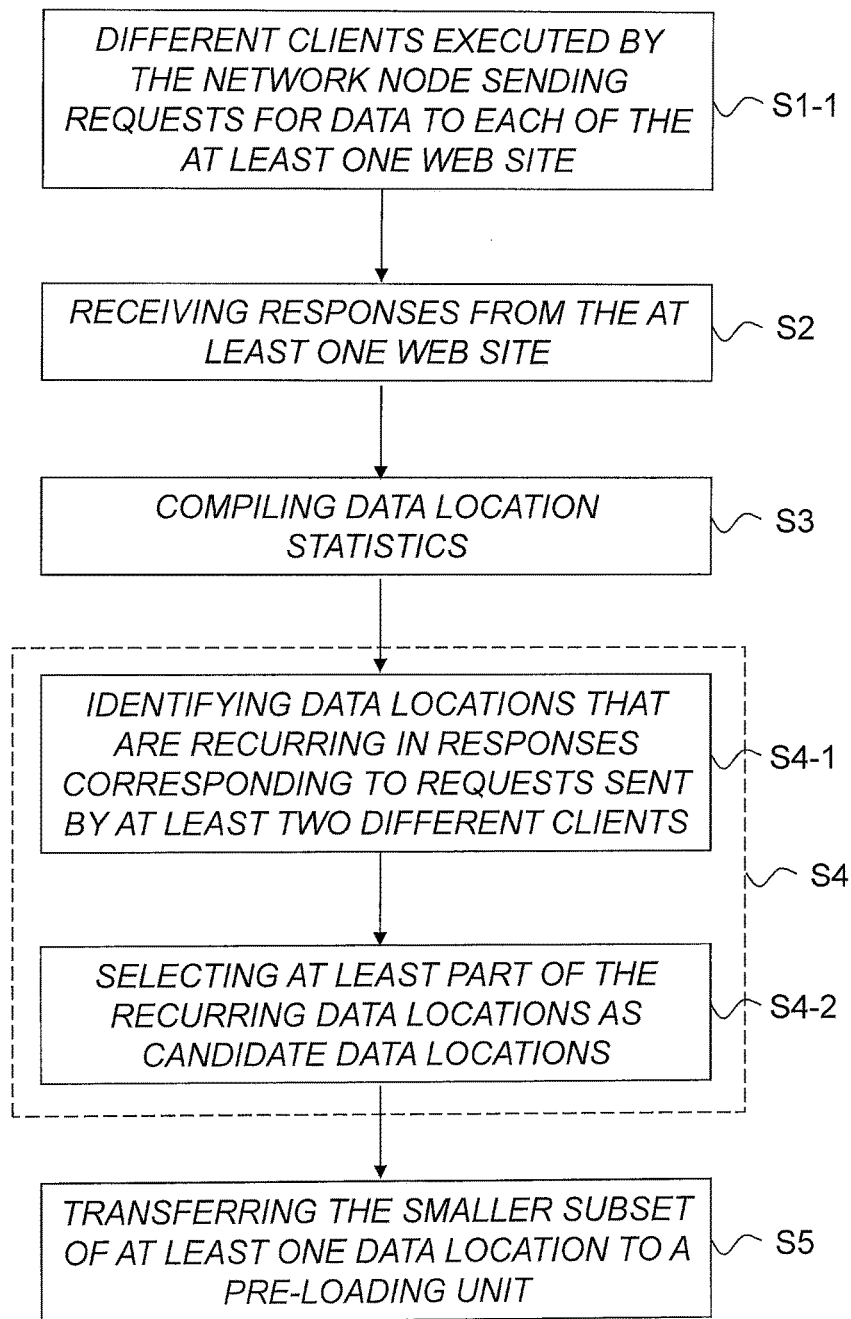 DIFFERENT CLIENTS EXECUTED BY
THE NETWORK NODE SENDING
REQUESTS FOR DATA TO EACH OF THE
AT LEAST ONE WEB SITE
S1-1
RECEIVING RESPONSES FROM THE AT
LEAST ONE WEB SITE
S2
COMPILING DATA LOCATION
STATISTICS
S3
IDENTIFYING DATA LOCATIONS THAT
ARE RECURRING IN RESPONSES
CORRESPONDING TO REQUESTS SENT
BY AT LEAST TWO DIFFERENT CLIENTS
S4-1
S4
SELECTING AT LEAST PART OF THE
RECURRING DATA LOCATIONS AS
CANDIDATE DATA LOCATIONS
S4-2
TRANSFERRING THE SMALLER SUBSET
OF AT LEAST ONE DATA LOCATION TO A
PRE-LOADING UNIT
S5